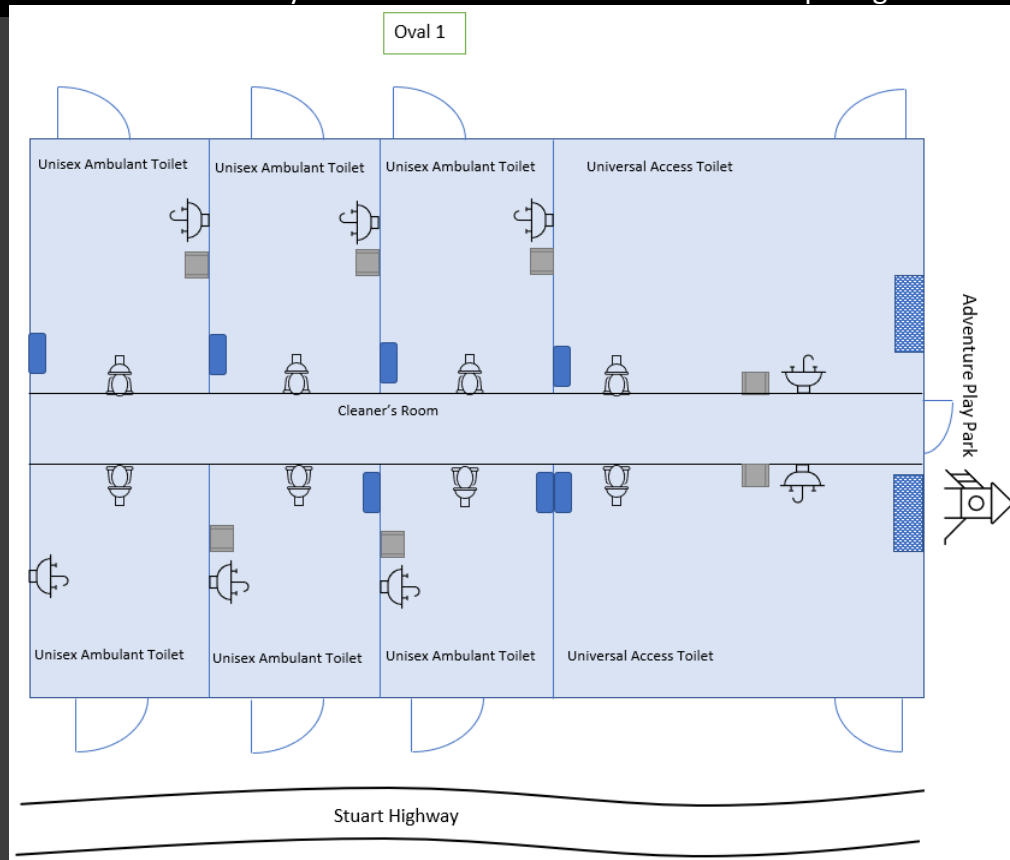 Oval 1
Unisex Ambulant Toilet
Unisex Ambulant Toilet
Unisex Ambulant Toilet
Universal Access Toilet
Adventure Play Park
Cleaner's Room
Unisex Ambulant Toilet
Unisex Ambulant Toilet
Unisex Ambulant Toilet
Universal Access Toilet
Stuart Highway